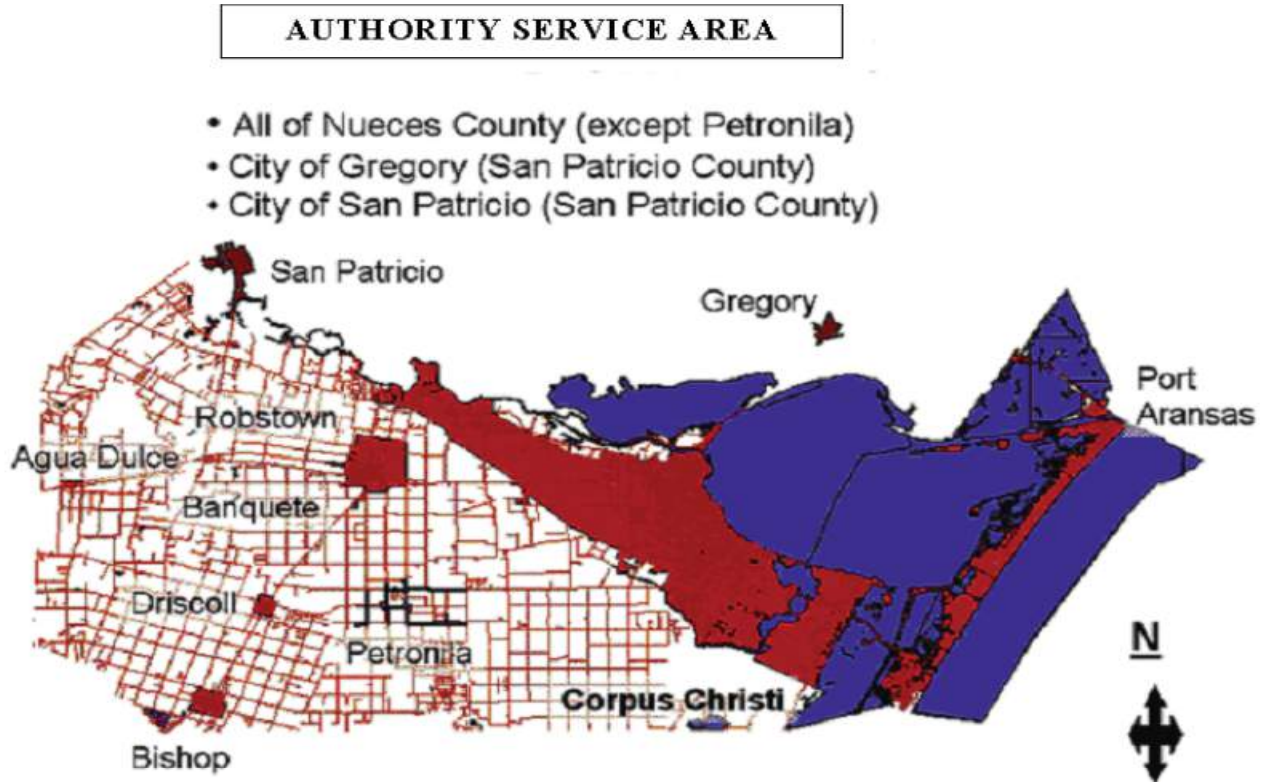 AUTHORITY SERVICE AREA
• All of Nueces County (except Petronila)
• City of Gregory (San Patricio County)
• City of San Patricio (San Patricio County)
San Patricio
Gregory
Port
Aransas
Robstown
Agua Dulce
Banquete
Driscoll
Petronila
N
Corpus Christi
Bishop